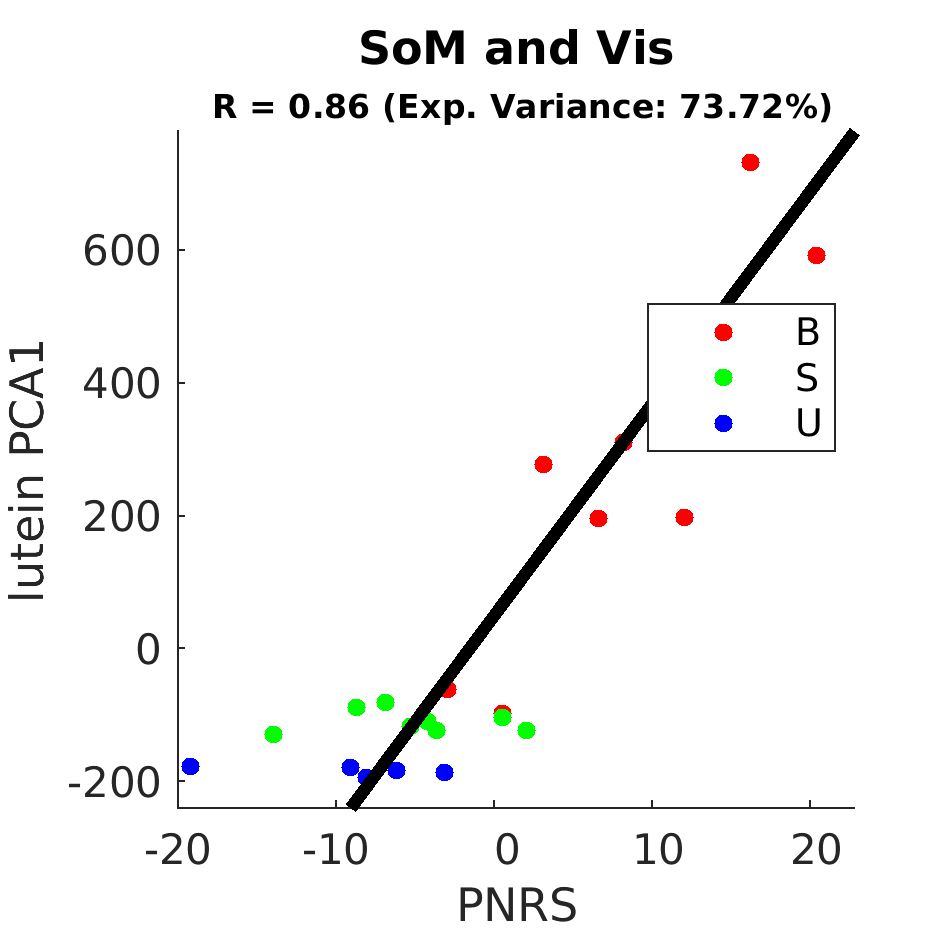 SoM and Vis
R = 0.86 (Exp. Variance: 73.72%)
lutein PCA1
600
400
200
0
-200
B
S
U
-20 -10 0 10 20
PNRS